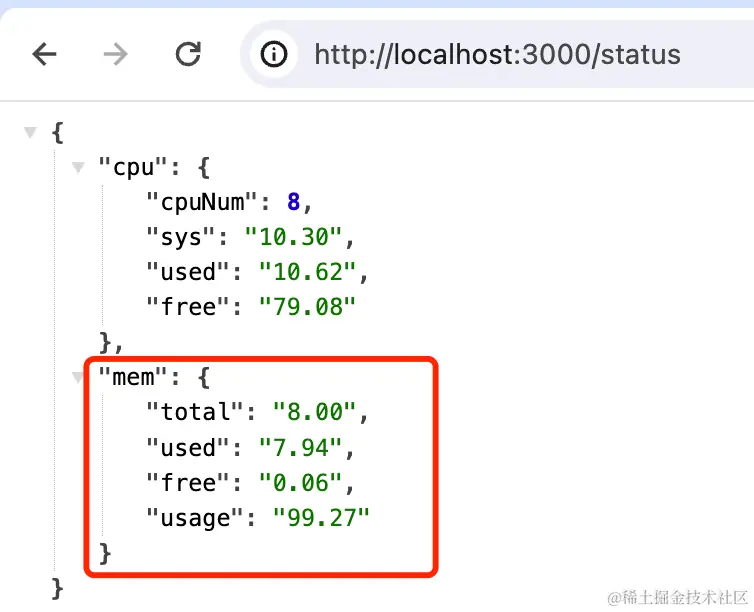 http://localhost:3000/status
{
"cpu": {
"cpuNum": 8,
"sys": "10.30",
"used": "10.62",
"free": "79.08"
},
"mem": {
"total": "8.00",
"used": "7.94",
"free": "0.06",
"usage": "99.27"
}
}
@稀土掘金技术社区